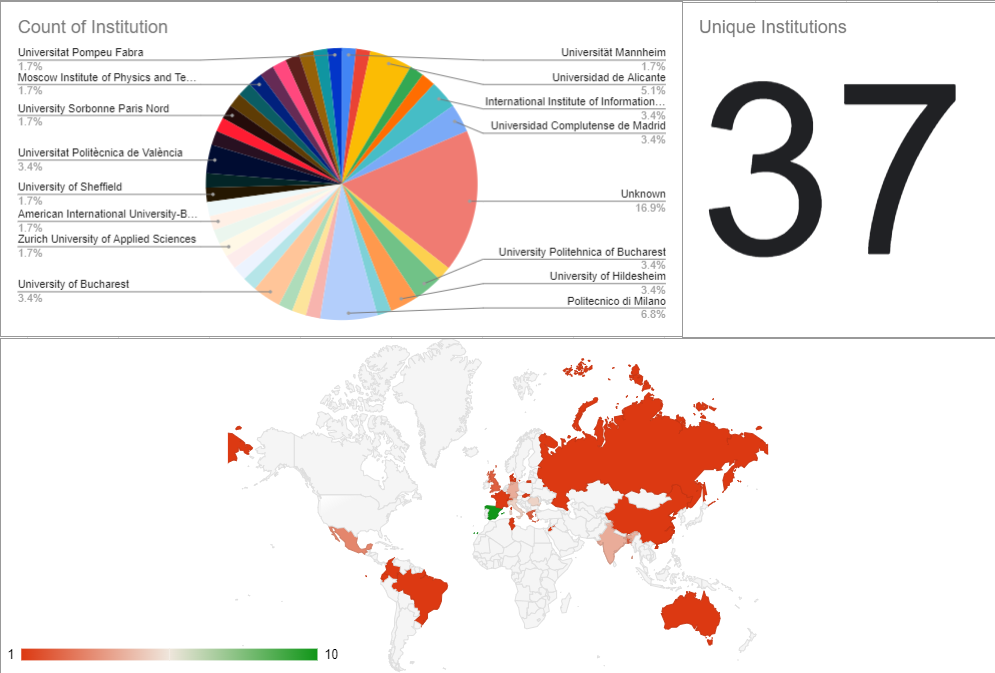 Count of Institution
Universitat Pompeu Fabra
1.7%
Moscow Institute of Physics and Te...
1.7%
University Sorbonne Paris Nord
1.7%
Universitat Politècnica de València
3.4%
University of Sheffield
1.7%
American International University-B...
1.7%
Zurich University of Applied Sciences
1.7%
University of Bucharest
3.4%
Universität Mannheim
1.7%
Universidad de Alicante
5.1%
International Institute of Information...
3.4%
Universidad Complutense de Madrid
3.4%
Unknown
16.9%
University Politehnica of Bucharest
3.4%
University of Hildesheim
3.4%
Politecnico di Milano
6.8%
Unique Institutions
37
1
10